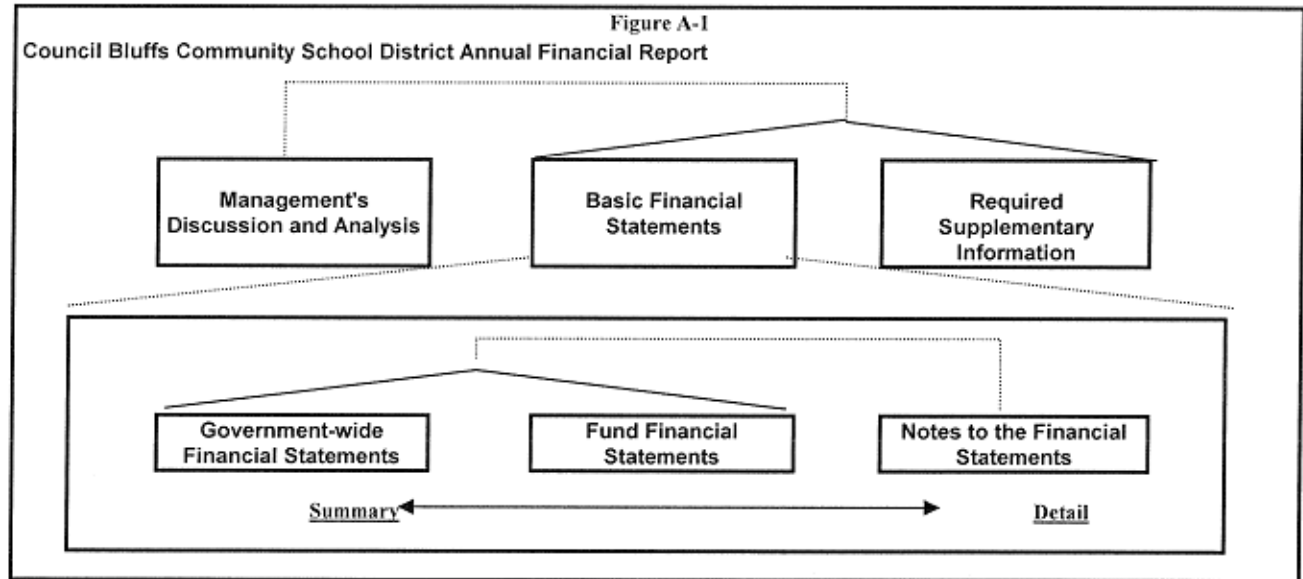 Figure A-1
Council Bluffs Community School District Annual Financial Report
Management's
Discussion and Analysis
Basic Financial
Statements
Required
Supplementary
Information
Government-wide
Financial Statements
Fund Financial
Statements
Notes to the Financial
Statements
Summary
Detail